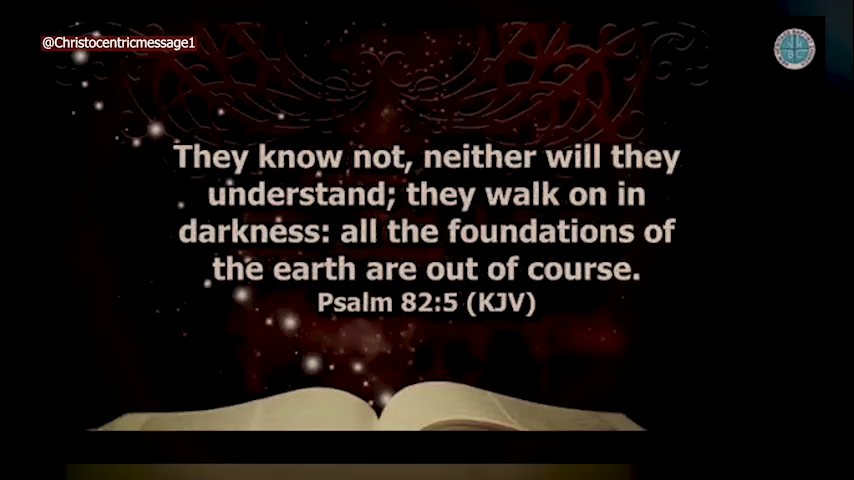 @Christocentricmessage1
They know not, neither will they
understand; they walk on in
darkness: all the foundations of
the earth are out of course.
Psalm 82:5 (KJV)